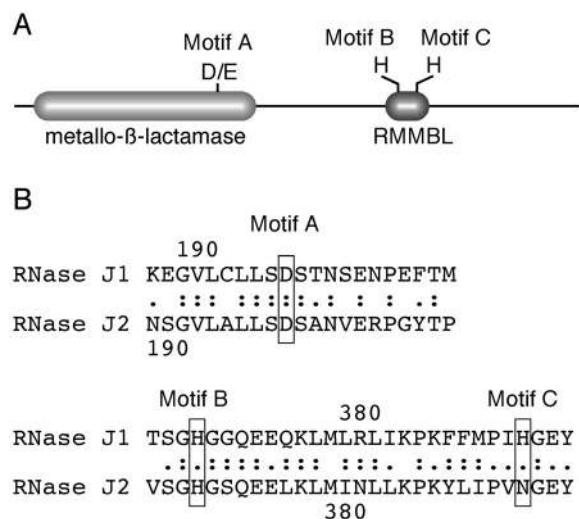 A
Motif A
Motif B Motif C
D/E
H H
metallo-ß-lactamase
RMMBL
B
Motif A
190
RNase J1 KEGVLCLLSDSTNSENPEFTM
. ::: ::::::.: : : .:
RNase J2 NSGVLALLSDSANVERPGYTP
190
Motif B Motif C
380
RNase J1 TSGHGGQEEQKLMLRLIKPKFFMPIHGEY
.::: :::: :::. ::.::::..:..:.:
RNase J2 VSGHGSQEELKLMINLLKPKYLIPVNGEY
380